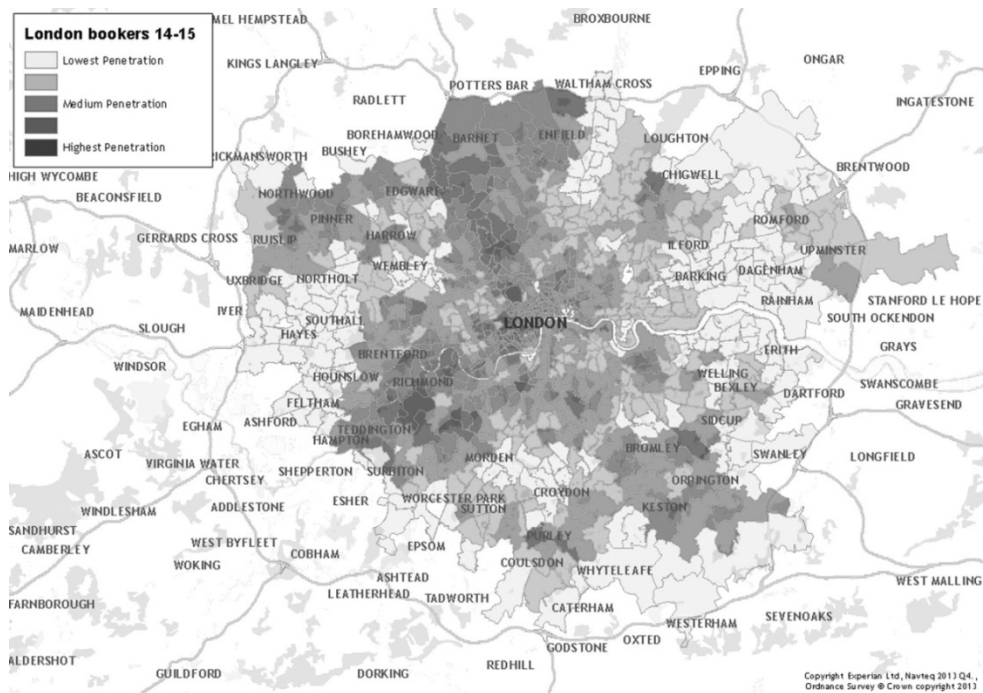 London bookers 14-15
Lowest Penetration
Medium Penetration
Highest Penetration
MEL HEMPSTEAD
BROXBOURNE
KINGS LANGLEY
EPPING
ONGAR
POTTERS BAR
WALTHAM CROSS
RADLETT
INGATESTONE
BOREHAMWOOD
BARNET
ENFIELD
LOUGHTON
BUSHEY
RICKMANSWORTH
BRENTWOOD
HIGH WYCOMBE
CHIGWELL
BEACONSFIELD
NORTHWOOD
EDGWARE
PINNER
ROMFORD
GERRARDS CROSS
RUISLIP
HARROW
ILFORD
UPMINSTER
MARLOW
WEMBLEY
BARKING
DAGENHAM
UXBRIDGE
NORTHOLT
RAINHAM
STANFORD LE HOPE
MAIDENHEAD
IVER
SOUTHALL
LONDON
SOUTH OCKENDON
SLOUGH
HAYES
BRENTFORD
ERITH
GRAYS
WINDSOR
HOUNSLOW
RICHMOND
WELLING
BEXLEY
SWANSCOMBE
DARTFORD
FELTHAM
GRAVESEND
EGHAM
ASHFORD
TEDDINGTON
SIDCUP
HAMPTON
BROMLEY
ASCOT
VIRGINIA WATER
MORDEN
SWANLEY
LONGFIELD
SHEPPERTON
SURBITON
CHERTSEY
ORPINGTON
ESHER
WORCESTER PARK
CROYDON
WINDLESHAM
ADDLESTONE
SUTTON
KESTON
SANDHURST
CAMBERLEY
WEST BYFLEET
EPSOM
PURLEY
COBHAM
WOKING
COULSDON
WHYTELEAFE
ASHTEAD
WEST MALLING
LEATHERHEAD
TADWORTH
FARNBOROUGH
CATERHAM
SEVENOAKS
WESTERHAM
OXTED
GODSTONE
ALDERSHOT
REDHILL
GUILDFORD
DORKING
Copyright Experian Ltd, Navteq 2013 Q4.,
Ordnance Survey © Crown copyright 2013